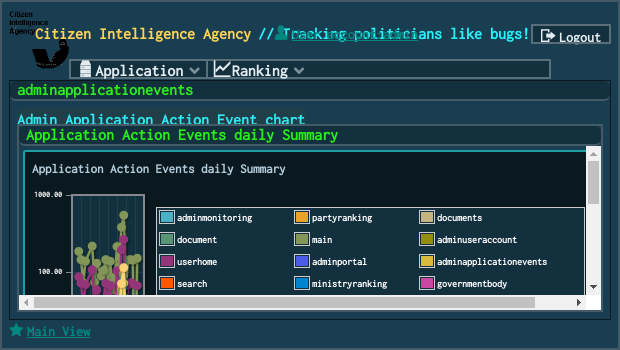 Citizen
Intelligence
Agency
Citizen Intelligence Agency // Tracking politicians like bugs!
Logout
Application Ranking
adminapplicationevents
Admin Application Action Event chart
Application Action Events daily Summary
Application Action Events daily Summary
1000.00
100.00
adminmonitoring partyranking documents
document main adminuseraccount
userhome adminportal adminapplicationevents
search ministryranking governmentbody
Main View